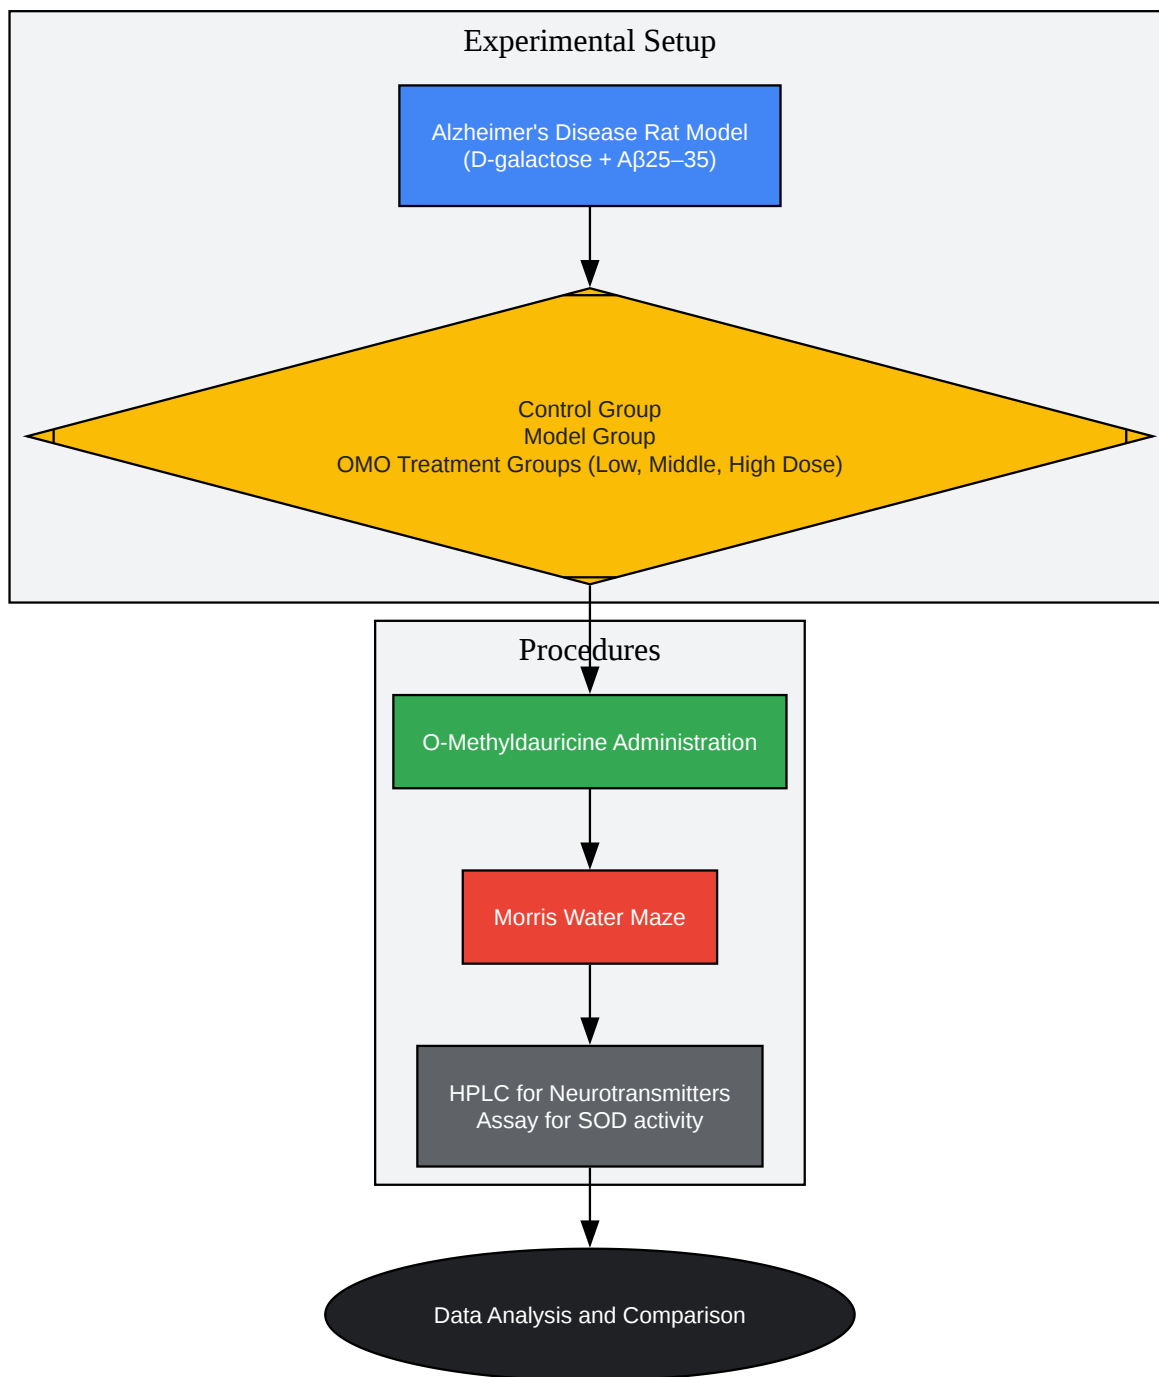 Experimental Setup
Alzheimer's Disease Rat Model
(D-galactose + Aβ25–35)
Control Group
Model Group
OMO Treatment Groups (Low, Middle, High Dose)
Procedures
O-Methyldauricine Administration
Morris Water Maze
HPLC for Neurotransmitters
Assay for SOD activity
Data Analysis and Comparison